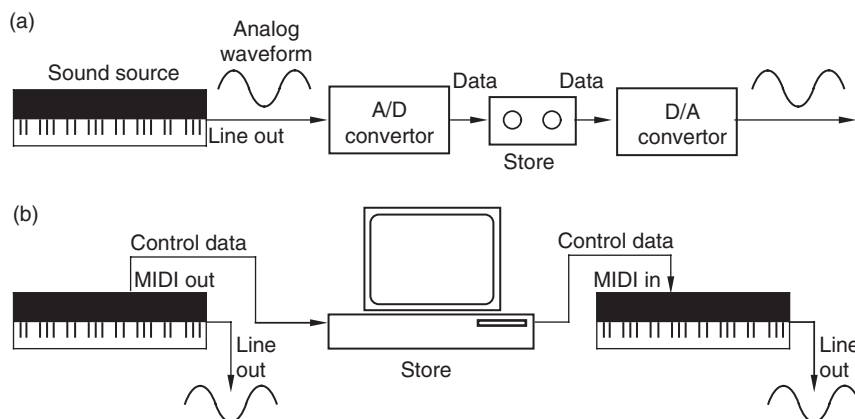 (a)
Analog
waveform
Sound source
Line out
A/D
convertor
Data
Data
Store
D/A
convertor
(b)
Control data
MIDI out
Line
out
Store
Control data
MIDI in
Line
out